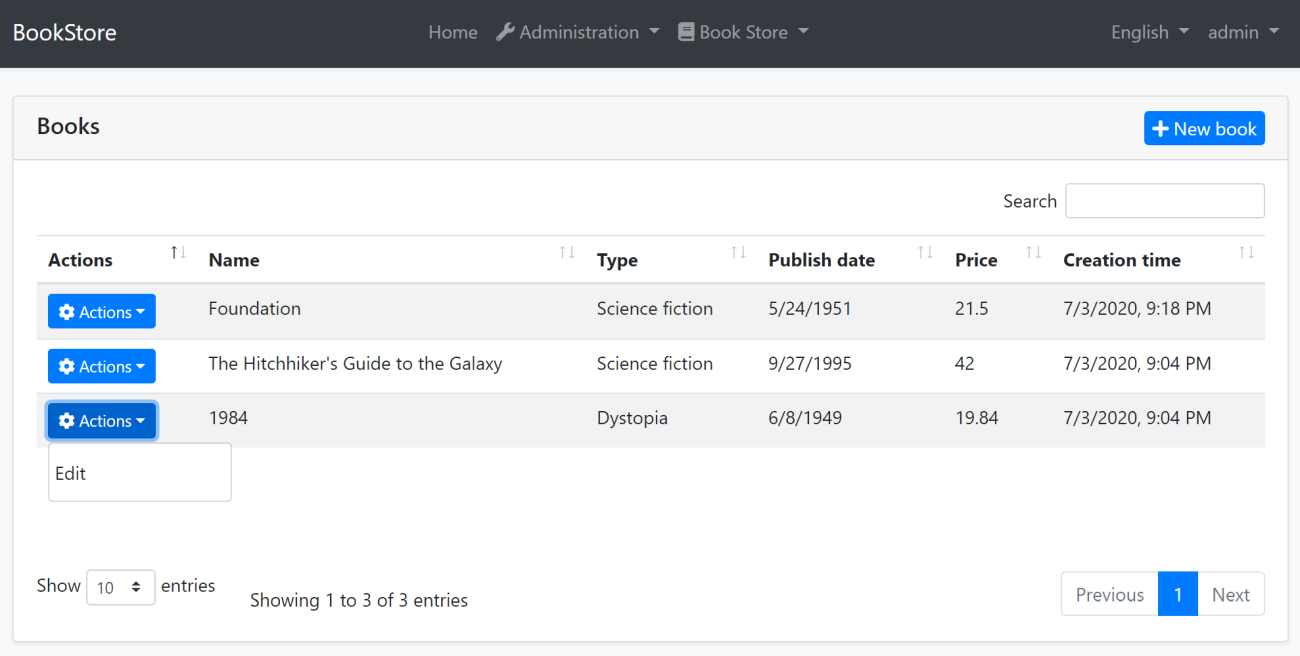 BookStore Home Administration Book Store English admin
Books New book
Search
Actions Name Type Publish date Price Creation time
Actions Foundation Science fiction 5/24/1951 21.5 7/3/2020, 9:18 PM
Actions The Hitchhiker's Guide to the Galaxy Science fiction 9/27/1995 42 7/3/2020, 9:04 PM
Actions 1984 Dystopia 6/8/1949 19.84 7/3/2020, 9:04 PM
Edit
Show 10 entries Showing 1 to 3 of 3 entries Previous 1 Next